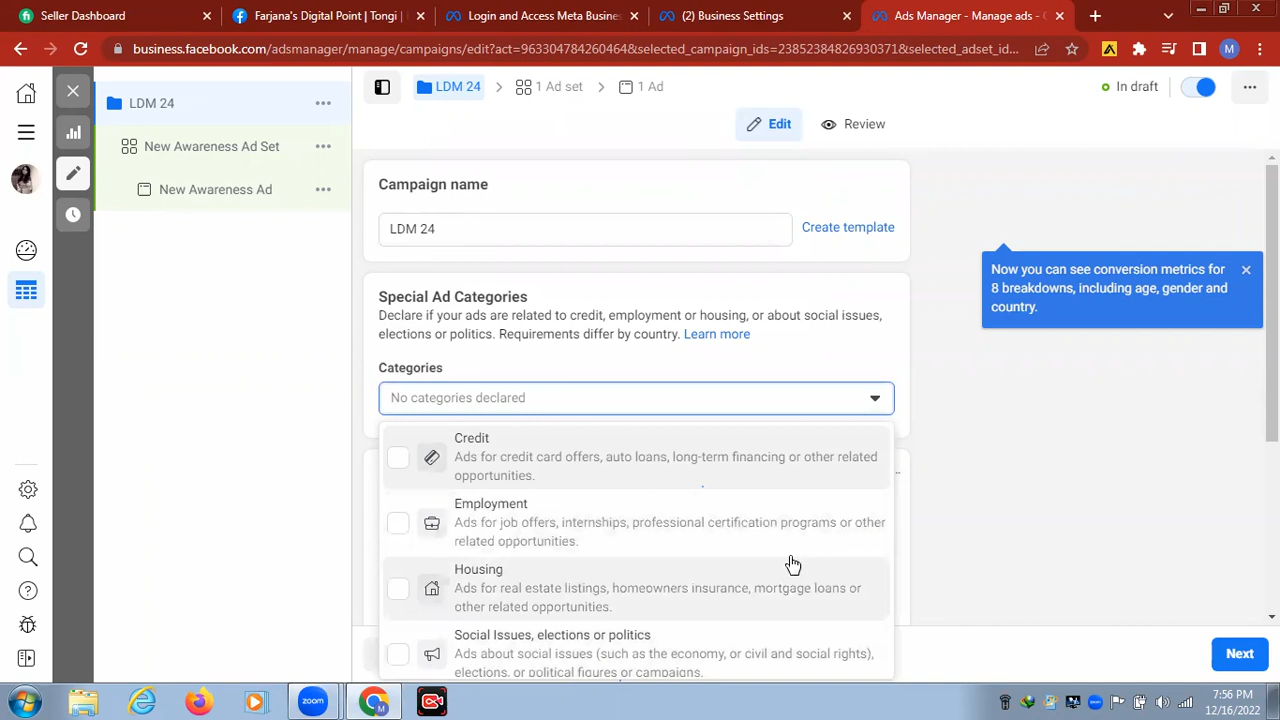 Seller Dashboard
Farjana's Digital Point | Tongi |
Login and Access Meta Busines
(2) Business Settings
Ads Manager - Manage ads - C
business.facebook.com/adsmanager/manage/campaigns/edit?act=963304784260464&selected_campaign_ids=23852384826930371&selected_adset_id...
M
LDM 24
New Awareness Ad Set
New Awareness Ad
LDM 24
1 Ad set
1 Ad
In draft
Edit
Review
Campaign name
LDM 24
Create template
Special Ad Categories
Declare if your ads are related to credit, employment or housing, or about social issues,
elections or politics. Requirements differ by country. Learn more
Categories
No categories declared
Credit
Ads for credit card offers, auto loans, long-term financing or other related
opportunities.
Employment
Ads for job offers, internships, professional certification programs or other
related opportunities.
Housing
Ads for real estate listings, homeowners insurance, mortgage loans or
other related opportunities.
Social Issues, elections or politics
Ads about social issues (such as the economy, or civil and social rights),
elections, or political figures or campaigns.
Now you can see conversion metrics for
8 breakdowns, including age, gender and
country.
Next
zoom
M
7:56 PM
12/16/2022